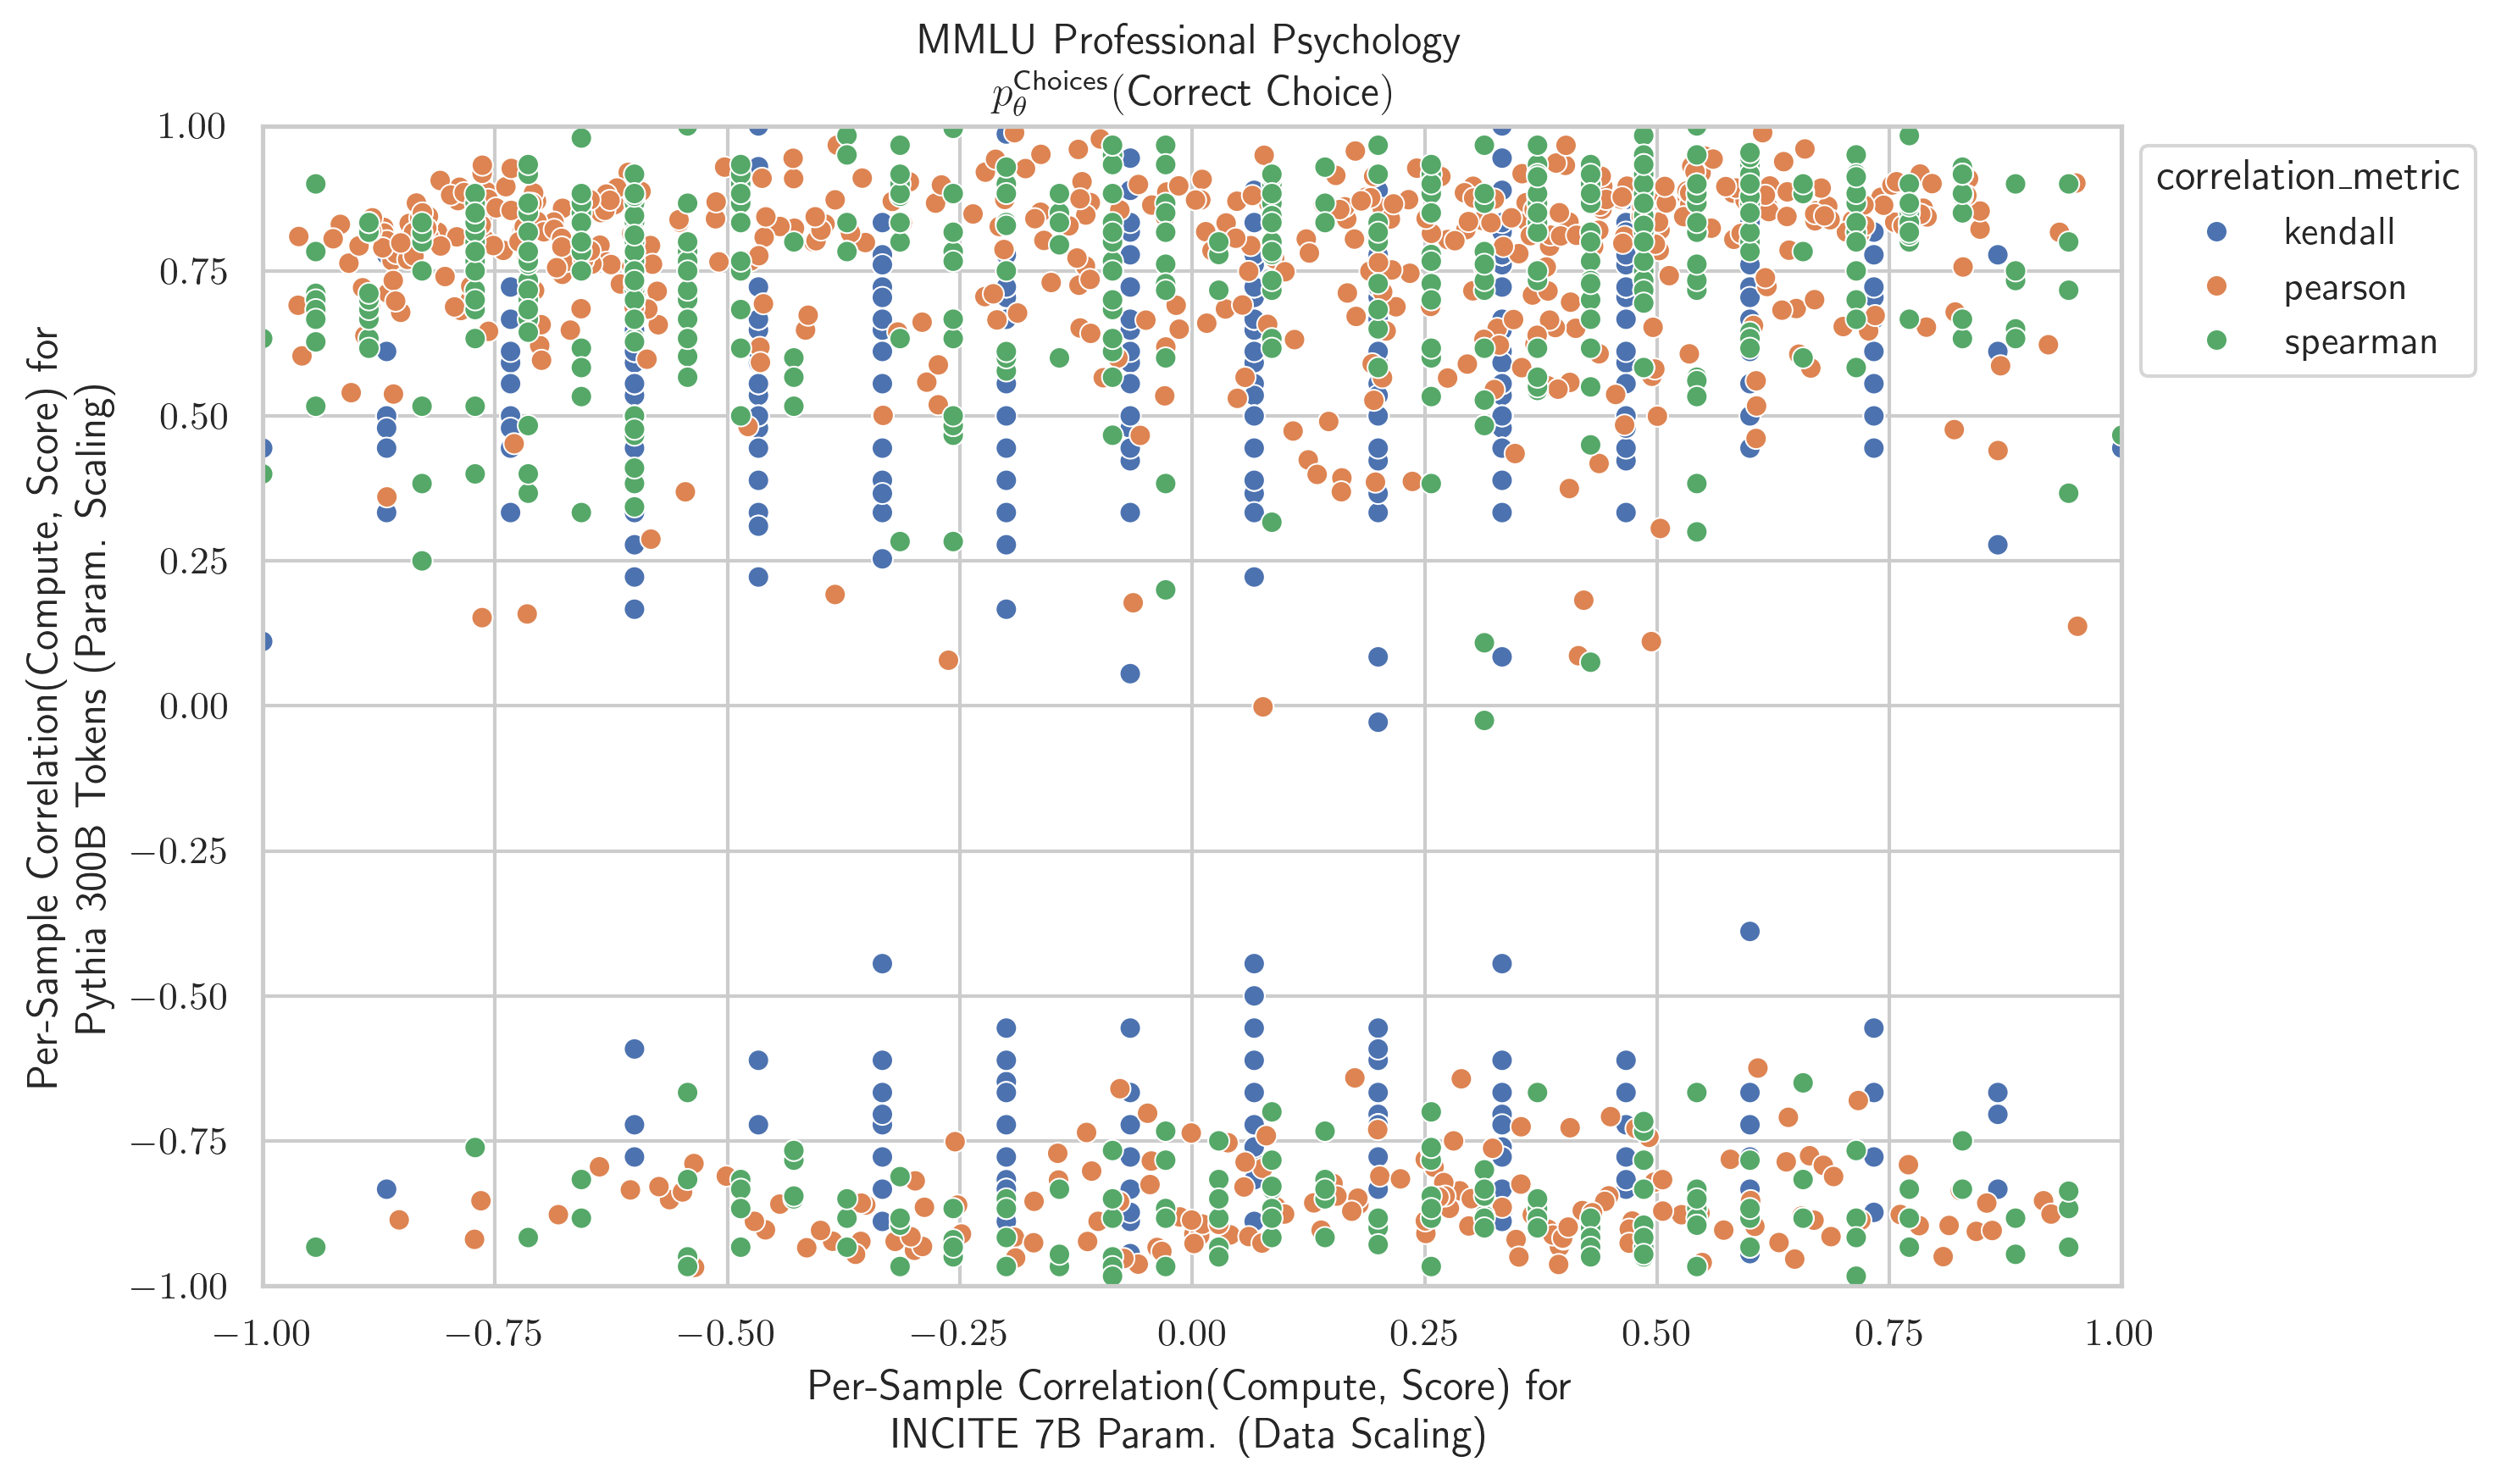 MMLU Professional Psychology
p_θ^Choices(Correct Choice)
Per-Sample Correlation(Compute, Score) for
Pythia 300B Tokens (Param. Scaling)
1.00
0.75
0.50
0.25
0.00
−0.25
−0.50
−0.75
−1.00
−1.00 −0.75 −0.50 −0.25 0.00 0.25 0.50 0.75 1.00
Per-Sample Correlation(Compute, Score) for
INCITE 7B Param. (Data Scaling)
correlation_metric
kendall
pearson
spearman